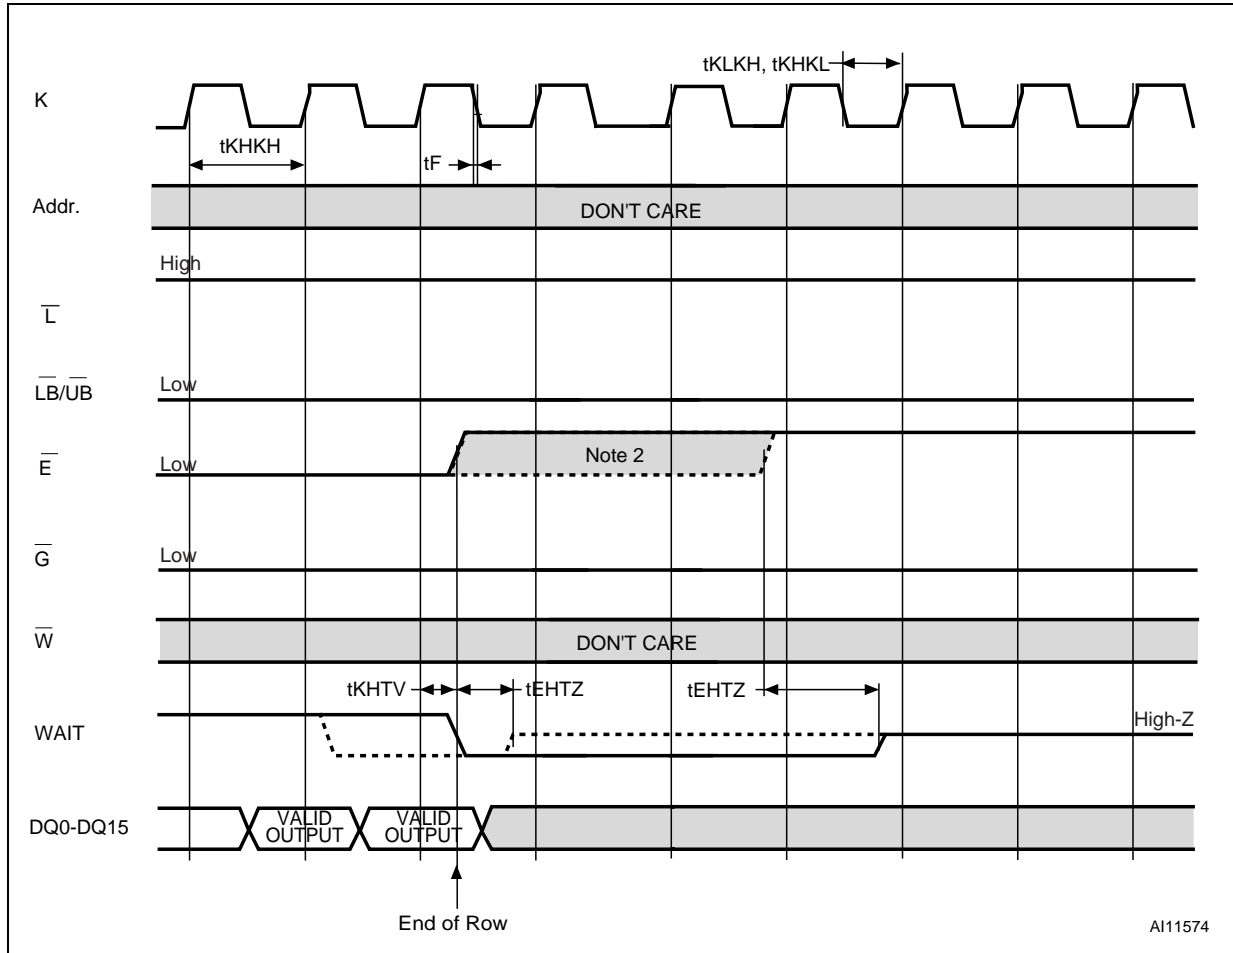 tKLKH, tKHKL
K
tKHKH
tF
Addr.
DON'T CARE
High
L
LB/UB
Low
E
Low
Note 2
G
Low
W
DON'T CARE
tKHTV
tEHTZ
tEHTZ
WAIT
High-Z
DQ0-DQ15
VALID
OUTPUT
VALID
OUTPUT
End of Row
AI11574